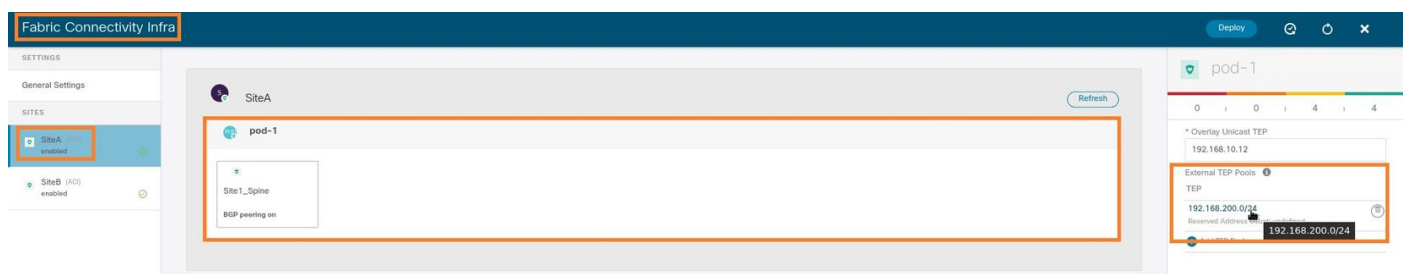 Fabric Connectivity Infra
Deploy
SETTINGS
General Settings
SITES
SiteA
enabled
SiteB (ACI)
enabled
SiteA
Refresh
pod-1
Site1_Spine
BGP peering on
pod-1
0 0 4 4
* Overlay Unicast TEP
192.168.10.12
External TEP Pools
TEP
192.168.200.0/24
Reserved Address
192.168.200.0/24